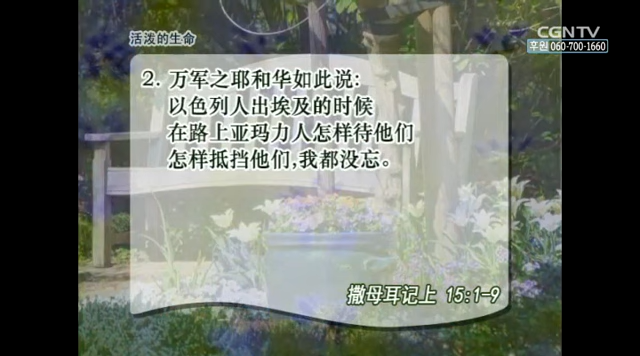 活泼的生命
CGNTV
후원 060-700-1660
2. 万军之耶和华如此说:
以色列人出埃及的时候
在路上亚玛力人怎样待他们
怎样抵挡他们,我都没忘。
撒母耳记上 15:1-9